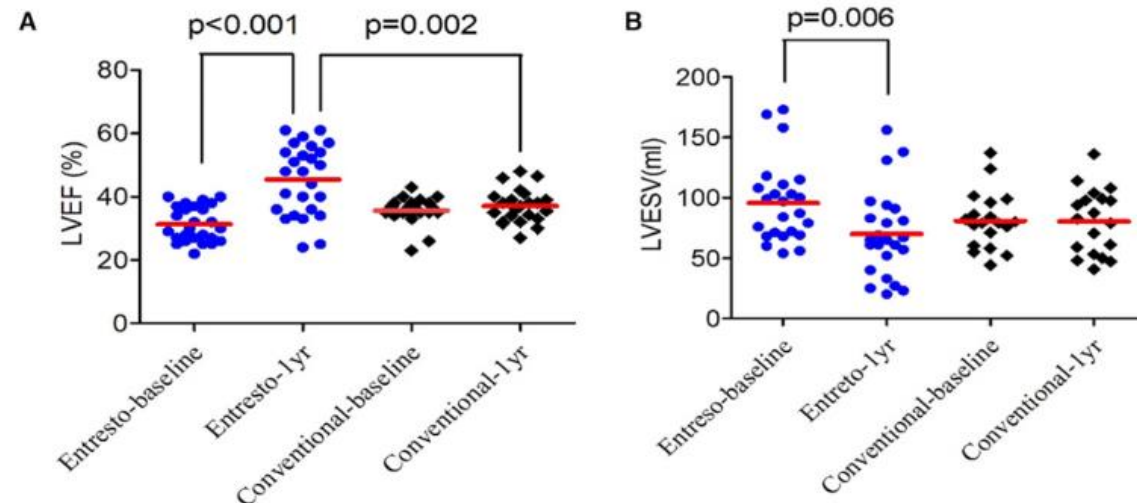 A
p<0.001
p=0.002
LVEF (%)
80
60
40
20
0
Entresto-baseline
Entresto-1yr
Conventional-baseline
Conventional-1yr
B
p=0.006
LVESV(ml)
200
150
100
50
0
Entreso-baseline
Entreto-1yr
Conventional-baseline
Conventional-1yr